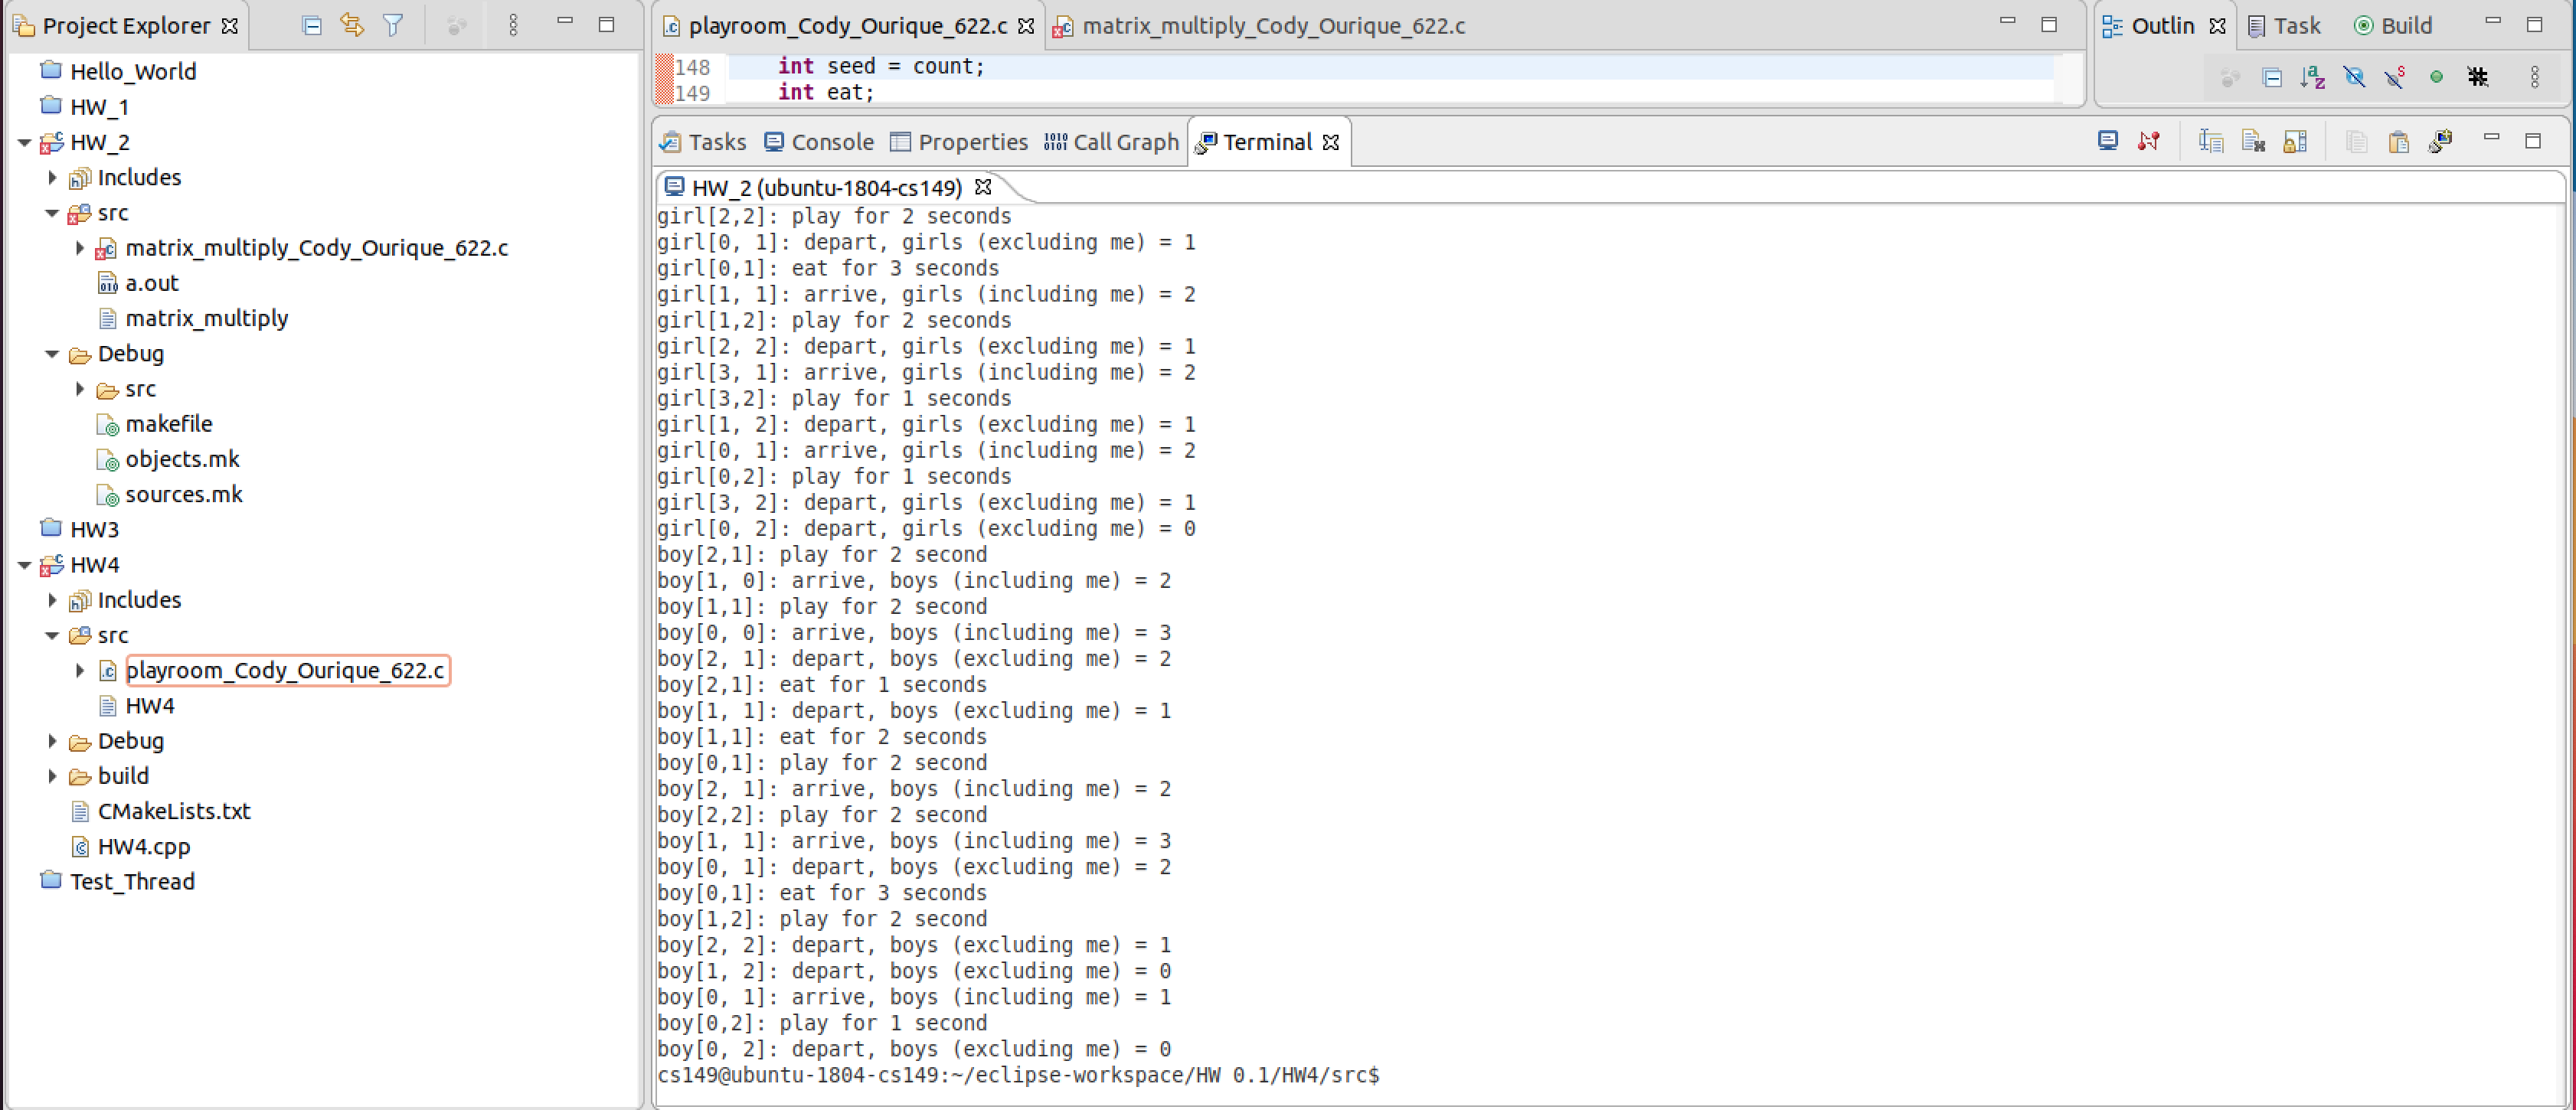 Project Explorer
Hello_World
HW_1
HW_2
Includes
src
matrix_multiply_Cody_Ourique_622.c
a.out
matrix_multiply
Debug
src
makefile
objects.mk
sources.mk
HW3
HW4
Includes
src
playroom_Cody_Ourique_622.c
HW4
Debug
build
CMakeLists.txt
HW4.cpp
Test_Thread
playroom_Cody_Ourique_622.c matrix_multiply_Cody_Ourique_622.c
148 int seed = count;
149 int eat;
Outlin Task Build
Tasks Console Properties Call Graph Terminal
HW_2 (ubuntu-1804-cs149)
girl[2,2]: play for 2 seconds
girl[0, 1]: depart, girls (excluding me) = 1
girl[0,1]: eat for 3 seconds
girl[1, 1]: arrive, girls (including me) = 2
girl[1,2]: play for 2 seconds
girl[2, 2]: depart, girls (excluding me) = 1
girl[3, 1]: arrive, girls (including me) = 2
girl[3,2]: play for 1 seconds
girl[1, 2]: depart, girls (excluding me) = 1
girl[0, 1]: arrive, girls (including me) = 2
girl[0,2]: play for 1 seconds
girl[3, 2]: depart, girls (excluding me) = 1
girl[0, 2]: depart, girls (excluding me) = 0
boy[2,1]: play for 2 second
boy[1, 0]: arrive, boys (including me) = 2
boy[1,1]: play for 2 second
boy[0, 0]: arrive, boys (including me) = 3
boy[2, 1]: depart, boys (excluding me) = 2
boy[2,1]: eat for 1 seconds
boy[1, 1]: depart, boys (excluding me) = 1
boy[1,1]: eat for 2 seconds
boy[0,1]: play for 2 second
boy[2, 1]: arrive, boys (including me) = 2
boy[2,2]: play for 2 second
boy[1, 1]: arrive, boys (including me) = 3
boy[0, 1]: depart, boys (excluding me) = 2
boy[0,1]: eat for 3 seconds
boy[1,2]: play for 2 second
boy[2, 2]: depart, boys (excluding me) = 1
boy[1, 2]: depart, boys (excluding me) = 0
boy[0, 1]: arrive, boys (including me) = 1
boy[0,2]: play for 1 second
boy[0, 2]: depart, boys (excluding me) = 0
cs149@ubuntu-1804-cs149:~/eclipse-workspace/HW 0.1/HW4/src$